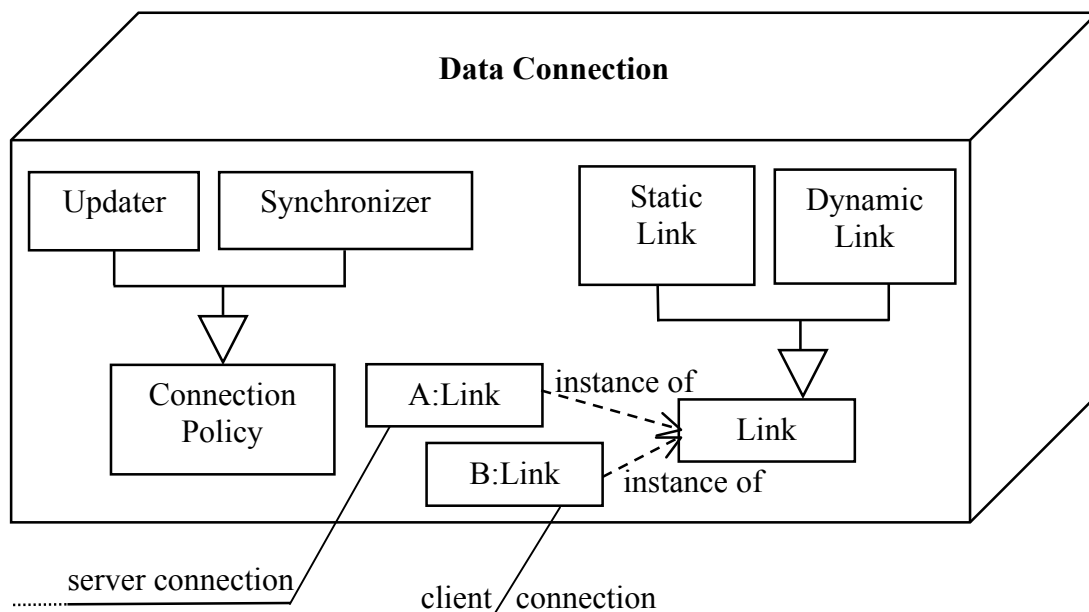 Data Connection
Updater
Synchronizer
Static
Link
Dynamic
Link
Connection
Policy
A:Link
instance of
Link
B:Link
instance of
server connection
client connection